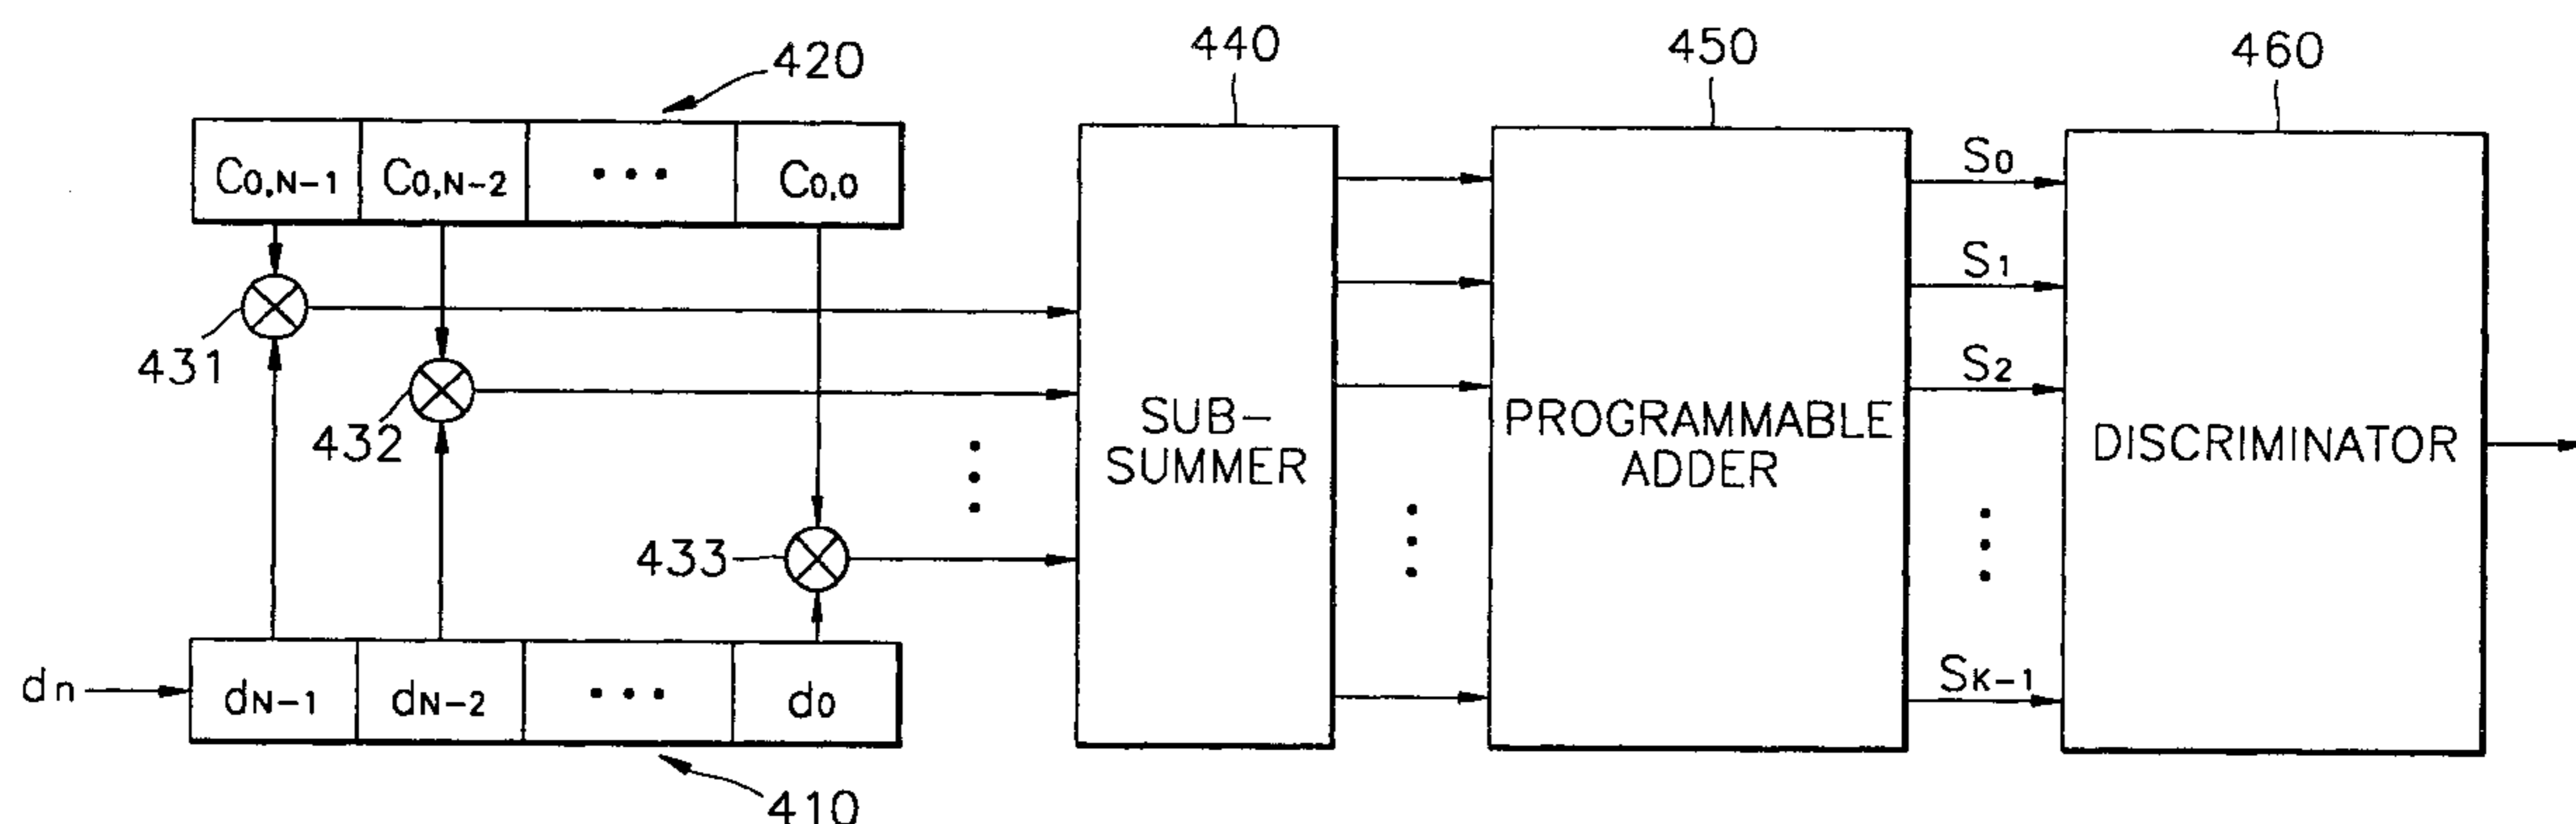 420
440
450
460
C0,N-1 C0,N-2 ... C0,0
S0
S1
431
S2
432
SUB-
SUMMER
PROGRAMMABLE
ADDER
DISCRIMINATOR
433
SK-1
dn
dN-1 dN-2 ... d0
410